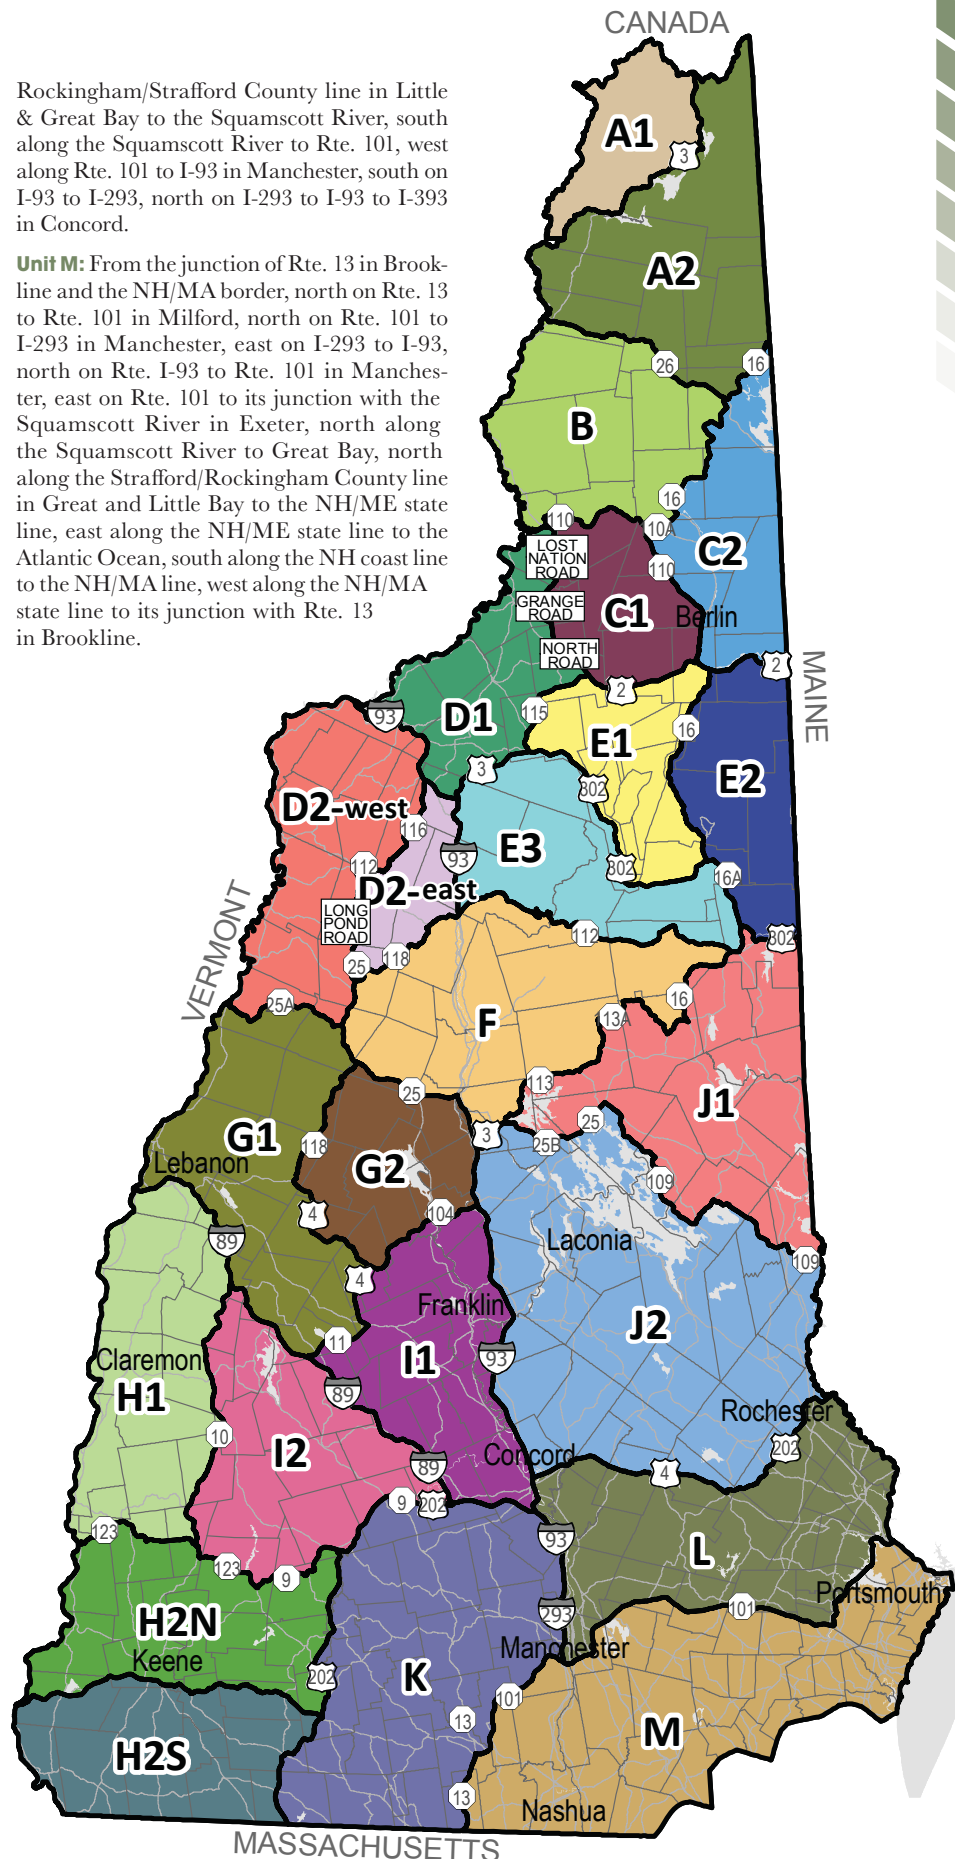 CANADA
Rockingham/Strafford County line in Little
& Great Bay to the Squamscott River, south
along the Squamscott River to Rte. 101, west
along Rte. 101 to I-93 in Manchester, south on
I-93 to I-293, north on I-293 to I-93 to I-393
in Concord.
Unit M: From the junction of Rte. 13 in Brook-
line and the NH/MA border, north on Rte. 13
to Rte. 101 in Milford, north on Rte. 101 to
I-293 in Manchester, east on I-293 to I-93,
north on Rte. I-93 to Rte. 101 in Manches-
ter, east on Rte. 101 to its junction with the
Squamscott River in Exeter, north along
the Squamscott River to Great Bay, north
along the Strafford/Rockingham County line
in Great and Little Bay to the NH/ME state
line, east along the NH/ME state line to the
Atlantic Ocean, south along the NH coast line
to the NH/MA line, west along the NH/MA
state line to its junction with Rte. 13
in Brookline.
A1
3
A2
26
16
B
16
110
10A
LOST
NATION
ROAD
C2
110
GRANGE
ROAD
C1
Berlin
NORTH
ROAD
2
MAINE
2
93
D1
115
16
E1
3
E2
302
D2-west
116
E3
93
112
302
16A
D2-east
VERMONT
LONG
POND
ROAD
112
302
118
25
25A
16
F
13A
113
25
J1
25
3
25B
G1
118
Lebanon
G2
109
4
104
89
Laconia
109
4
Franklin
J2
11
93
I1
Claremon
89
H1
Rochester
10
202
I2
Concord
89
4
9
202
123
93
L
123
9
Portsmouth
101
293
H2N
Manchester
Keene
202
K
101
13
M
H2S
13
Nashua
MASSACHUSETTS